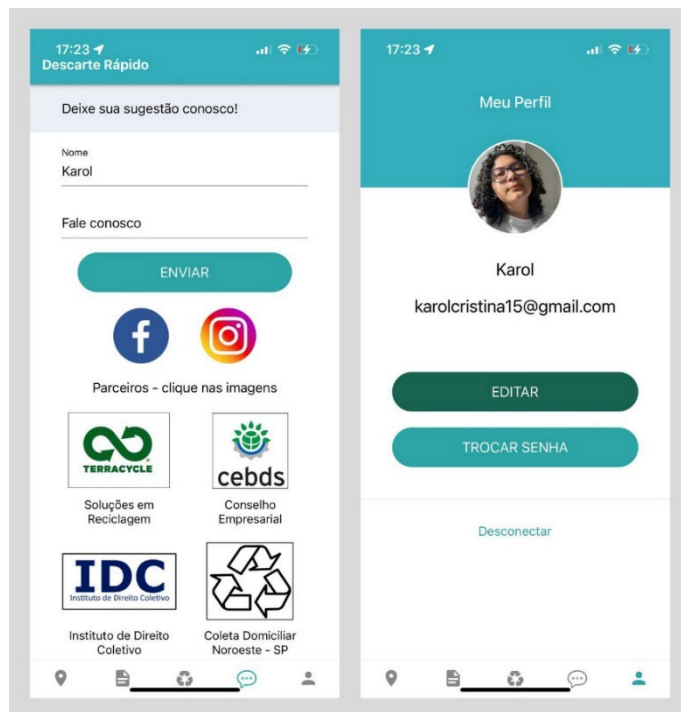 17:23
Descarte Rápido
Deixe sua sugestão conosco!
Nome
Karol
Fale conosco
ENVIAR
Parceiros - clique nas imagens
TERRACYCLE
cebds
Soluções em
Reciclagem
Conselho
Empresarial
IDC
Instituto de Direito Coletivo
Instituto de Direito
Coletivo
Coleta Domiciliar
Noroeste - SP
17:23
Meu Perfil
Karol
karolcristina15@gmail.com
EDITAR
TROCAR SENHA
Desconectar